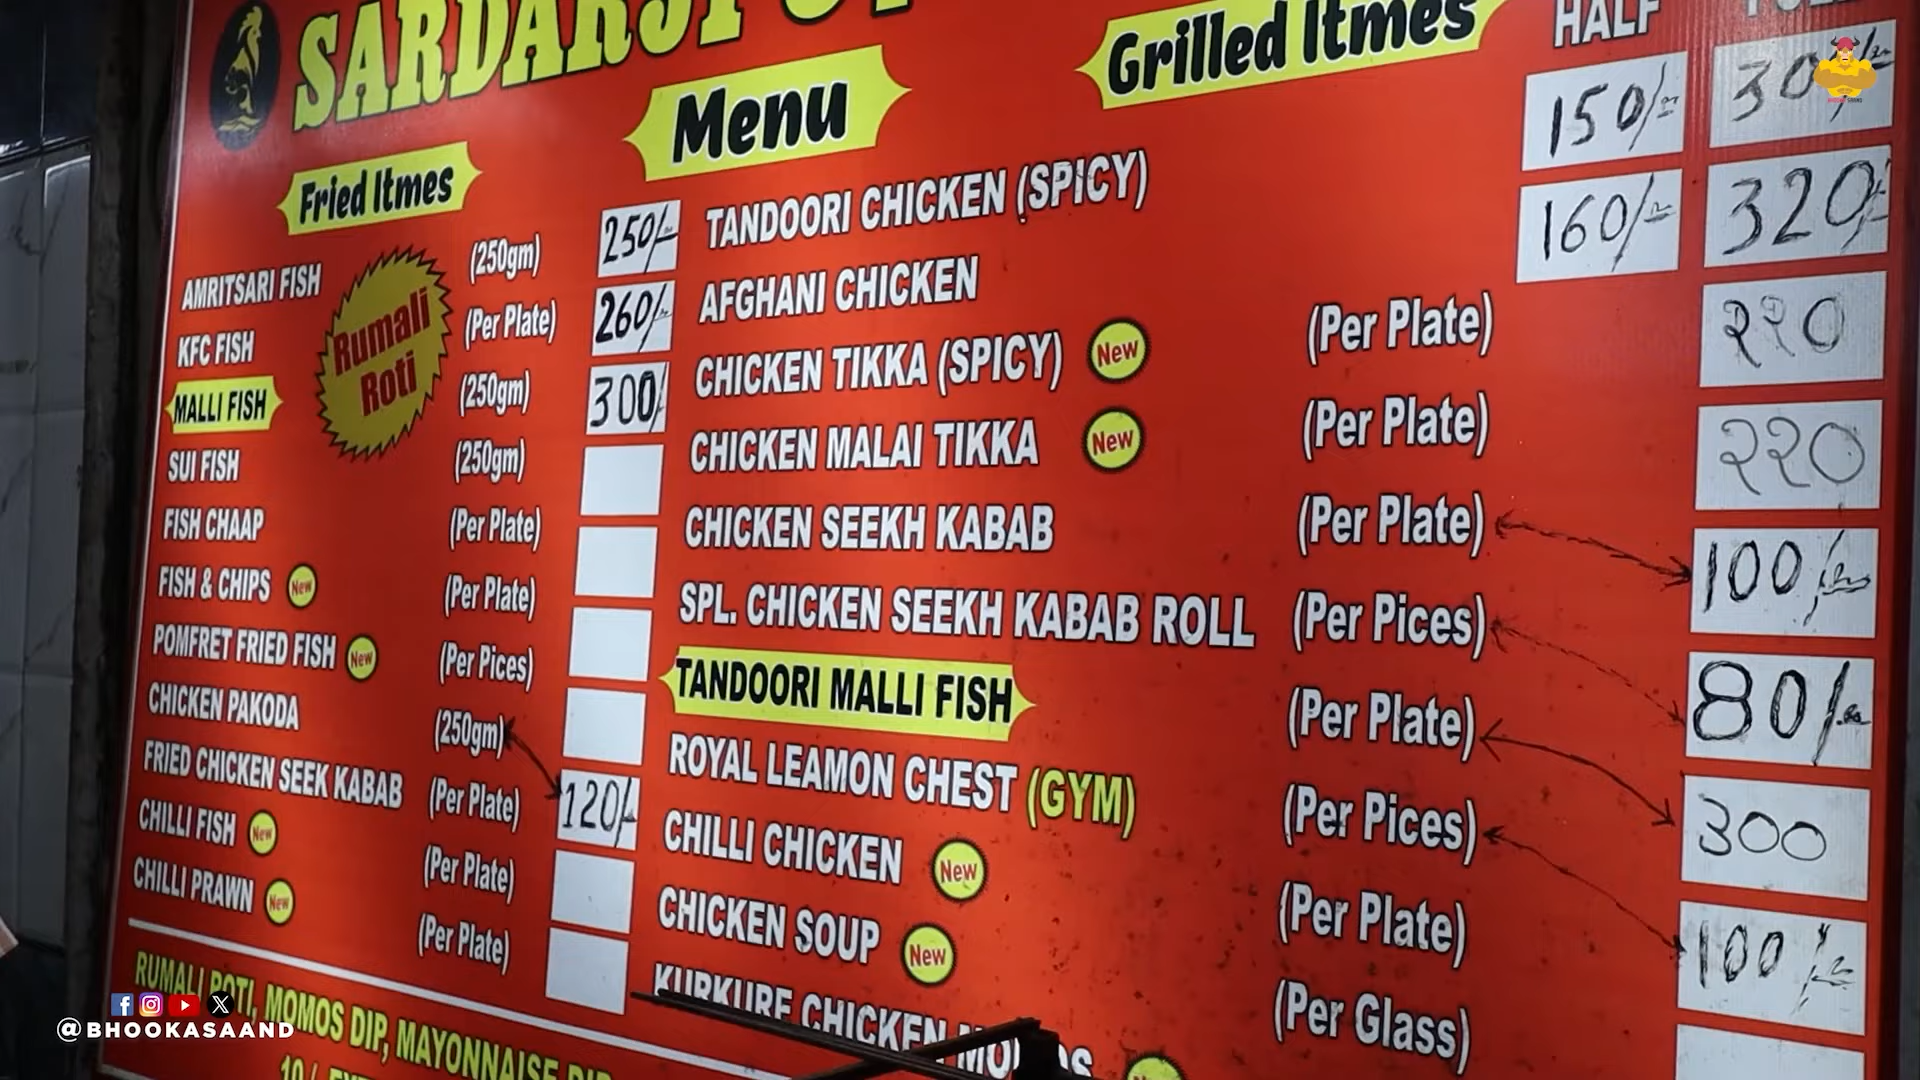 SARDARJI
Menu
Fried Itmes
Rumali
Roti
AMRITSARI FISH (250gm) 250/-
KFC FISH (Per Plate) 260/-
MALLI FISH (250gm) 300/-
SUI FISH (250gm)
FISH CHAAP (Per Plate)
FISH & CHIPS New (Per Plate)
POMFRET FRIED FISH New (Per Pices)
CHICKEN PAKODA (250gm) 120/-
FRIED CHICKEN SEEK KABAB (Per Plate)
CHILLI FISH New (Per Plate)
CHILLI PRAWN New (Per Plate)
RUMALI ROTI, MOMOS DIP, MAYONNAISE DIP
10/-
Grilled Itmes HALF
TANDOORI CHICKEN (SPICY) 150/-
AFGHANI CHICKEN 160/- 320/-
CHICKEN TIKKA (SPICY) New (Per Plate) २२0
CHICKEN MALAI TIKKA New (Per Plate) २२0
CHICKEN SEEKH KABAB (Per Plate) 100/-
SPL. CHICKEN SEEKH KABAB ROLL (Per Pices) 80/-
TANDOORI MALLI FISH (Per Plate) 300
ROYAL LEAMON CHEST (GYM) (Per Pices) 100/-
CHILLI CHICKEN New (Per Plate)
CHICKEN SOUP New (Per Glass)
KURKURE CHICKEN
@BHOOKASAAND